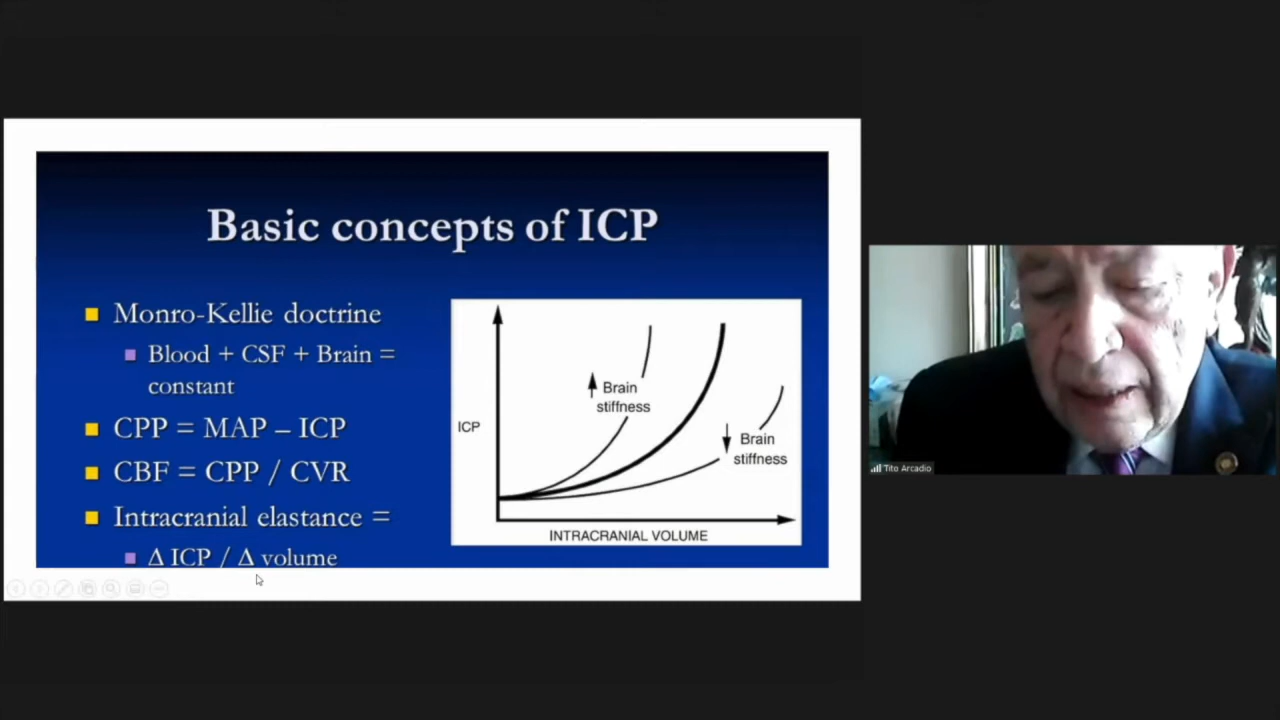 Basic concepts of ICP
Monro-Kellie doctrine
Blood + CSF + Brain =
constant
CPP = MAP – ICP
CBF = CPP / CVR
Intracranial elastance =
Δ ICP / Δ volume
Brain
stiffness
ICP
Brain
stiffness
INTRACRANIAL VOLUME
Tito Arcadio